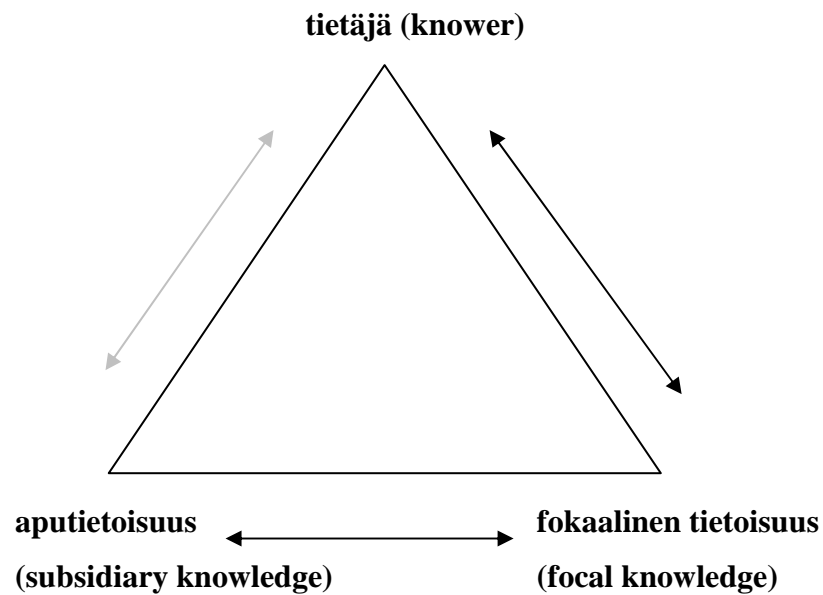 tietäjä (knower)
aputietoisuus
(subsidiary knowledge)
fokaalinen tietoisuus
(focal knowledge)